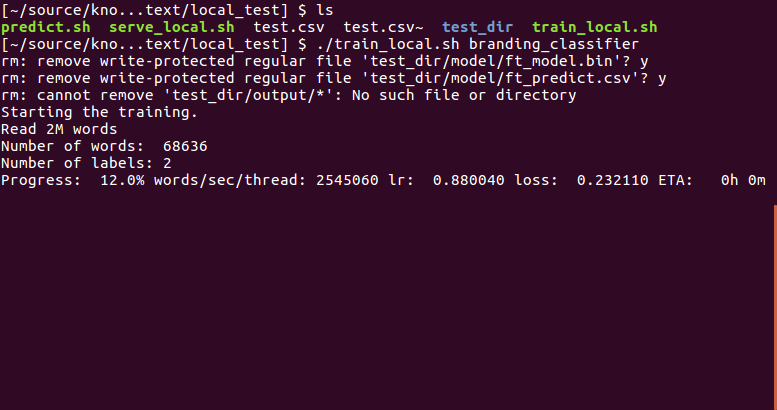 [~/source/kno...text/local_test] $ ls
predict.sh  serve_local.sh  test.csv  test.csv~  test_dir  train_local.sh
[~/source/kno...text/local_test] $ ./train_local.sh branding_classifier
rm: remove write-protected regular file 'test_dir/model/ft_model.bin'? y
rm: remove write-protected regular file 'test_dir/model/ft_predict.csv'? y
rm: cannot remove 'test_dir/output/*': No such file or directory
Starting the training.
Read 2M words
Number of words:  68636
Number of labels: 2
Progress:  12.0% words/sec/thread: 2545060 lr:  0.880040 loss:  0.232110 ETA:   0h 0m